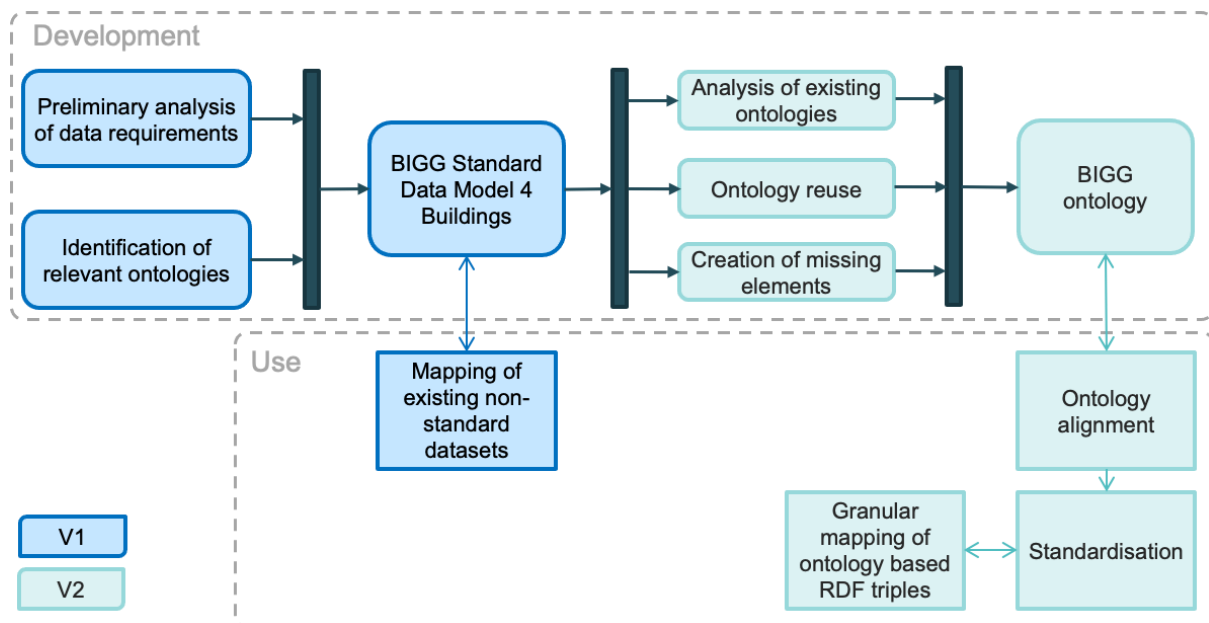 Development
Preliminary analysis
of data requirements
Identification of
relevant ontologies
BIGG Standard
Data Model 4
Buildings
Analysis of existing
ontologies
Ontology reuse
Creation of missing
elements
BIGG
ontology
Use
Mapping of
existing non-
standard
datasets
Ontology
alignment
Granular
mapping of
ontology based
RDF triples
Standardisation
V1
V2